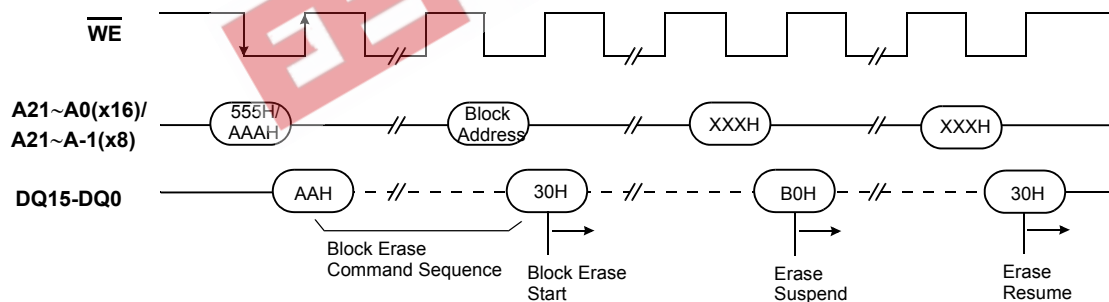 WE
A21~A0(x16)/
A21~A-1(x8)
555H/
AAAH
Block
Address
XXXH
XXXH
DQ15-DQ0
AAH
30H
B0H
30H
Block Erase
Command Sequence
Block Erase
Start
Erase
Suspend
Erase
Resume